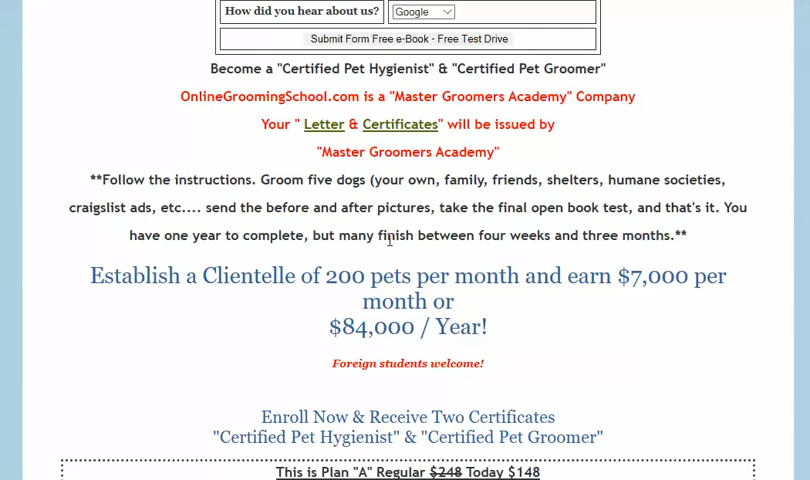 How did you hear about us? Google
Submit Form Free e-Book - Free Test Drive
Become a "Certified Pet Hygienist" & "Certified Pet Groomer"
OnlineGroomingSchool.com is a "Master Groomers Academy" Company
Your " Letter & Certificates" will be issued by
"Master Groomers Academy"
**Follow the instructions. Groom five dogs (your own, family, friends, shelters, humane societies,
craigslist ads, etc.... send the before and after pictures, take the final open book test, and that's it. You
have one year to complete, but many finish between four weeks and three months.**
Establish a Clientelle of 200 pets per month and earn $7,000 per
month or
$84,000 / Year!
Foreign students welcome!
Enroll Now & Receive Two Certificates
"Certified Pet Hygienist" & "Certified Pet Groomer"
This is Plan "A" Regular $248 Today $148